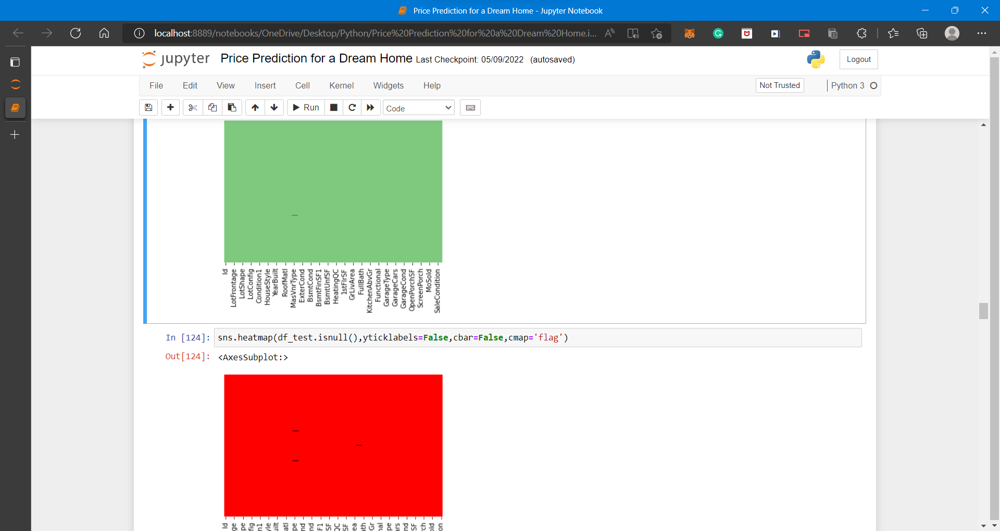 Price Prediction for a Dream Home - Jupyter Notebook
localhost:8889/notebooks/OneDrive/Desktop/Python/Price%20Prediction%20for%20a%20Dream%20Home.i...
jupyter Price Prediction for a Dream Home Last Checkpoint: 05/09/2022 (autosaved)
Logout
File Edit View Insert Cell Kernel Widgets Help
Not Trusted
Python 3
Run
Code
Id
LotFrontage
LotShape
LotConfig
Condition1
HouseStyle
YearBuilt
RoofMatl
MasVnrType
ExterCond
BsmtCond
BsmtFinSF1
BsmtUnfSF
HeatingQC
1stFlrSF
GrLivArea
FullBath
KitchenAbvGr
Functional
GarageType
GarageCars
GarageCond
OpenPorchSF
ScreenPorch
MoSold
SaleCondition
In [124]: sns.heatmap(df_test.isnull(),yticklabels=False,cbar=False,cmap='flag')
Out[124]: <AxesSubplot:>
Id
ge
pe
fig
n1
yle
ilt
atl
pe
nd
nd
F1
SF
QC
SF
ea
th
Gr
nal
pe
ars
nd
SF
rch
old
on